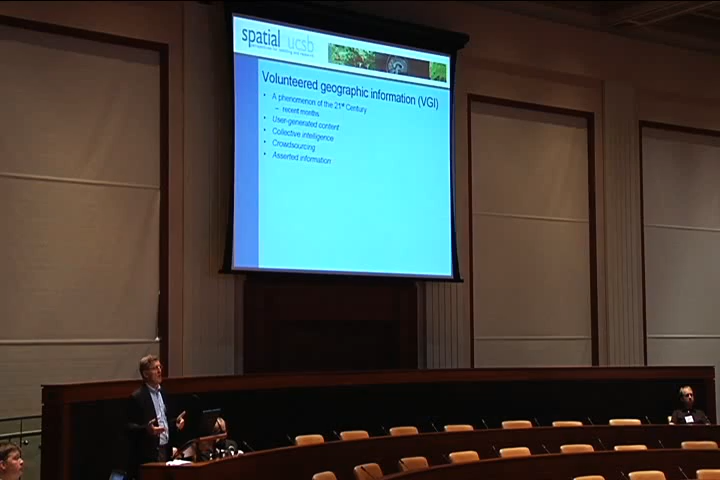 spatial ucsb
Volunteered geographic information (VGI)
• A phenomenon of the 21st Century
– recent months
• User-generated content
• Collective intelligence
• Crowdsourcing
• Asserted information